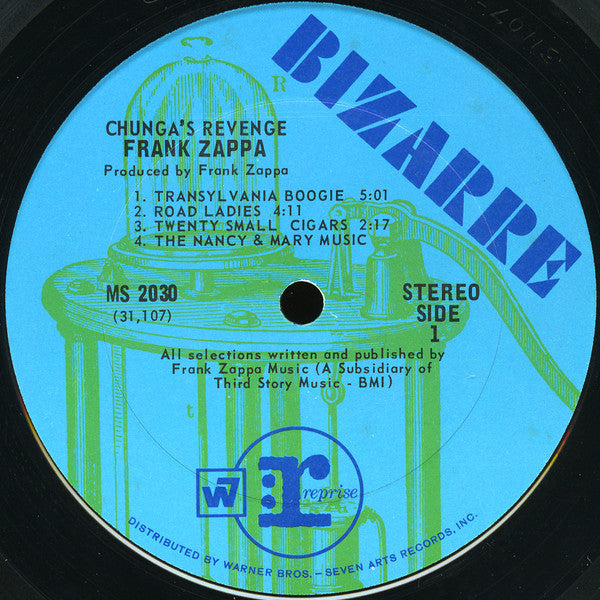 BIZARRE
R
CHUNGA'S REVENGE
FRANK ZAPPA
Produced by Frank Zappa
1. TRANSYLVANIA BOOGIE 5:01
2. ROAD LADIES 4:11
3. TWENTY SMALL CIGARS 2:17
4. THE NANCY & MARY MUSIC
MS 2030
(31,107)
STEREO
SIDE
1
All selections written and published by
Frank Zappa Music (A Subsidiary of
Third Story Music - BMI)
t
W7
r
reprise
DISTRIBUTED BY WARNER BROS. – SEVEN ARTS RECORDS, INC.